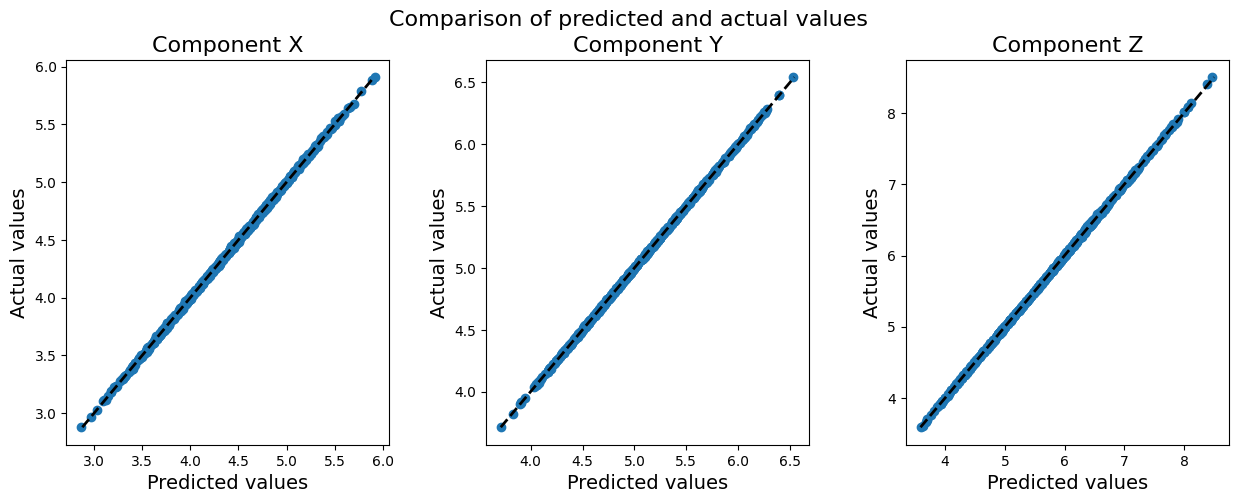 Comparison of predicted and actual values
Component X
Component Y
Component Z
Actual values
6.0
5.5
5.0
4.5
4.0
3.5
3.0
3.0 3.5 4.0 4.5 5.0 5.5 6.0
Predicted values
Actual values
6.5
6.0
5.5
5.0
4.5
4.0
4.0 4.5 5.0 5.5 6.0 6.5
Predicted values
Actual values
8
7
6
5
4
4 5 6 7 8
Predicted values